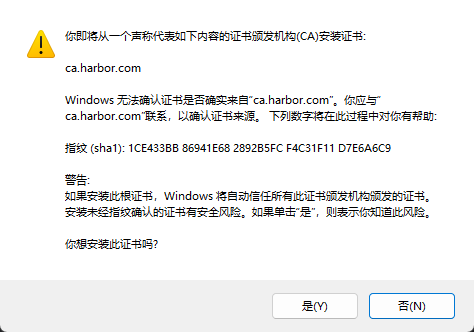 你即将从一个声称代表如下内容的证书颁发机构(CA)安装证书:
ca.harbor.com
Windows 无法确认证书是否确实来自“ca.harbor.com”。你应与“
ca.harbor.com”联系，以确认证书来源。 下列数字将在此过程中对你有帮助:
指纹 (sha1): 1CE433BB 86941E68 2892B5FC F4C31F11 D7E6A6C9
警告:
如果安装此根证书，Windows 将自动信任所有此证书颁发机构颁发的证书。
安装未经指纹确认的证书有安全风险。如果单击“是”，则表示你知道此风险。
你想安装此证书吗?
是(Y)
否(N)